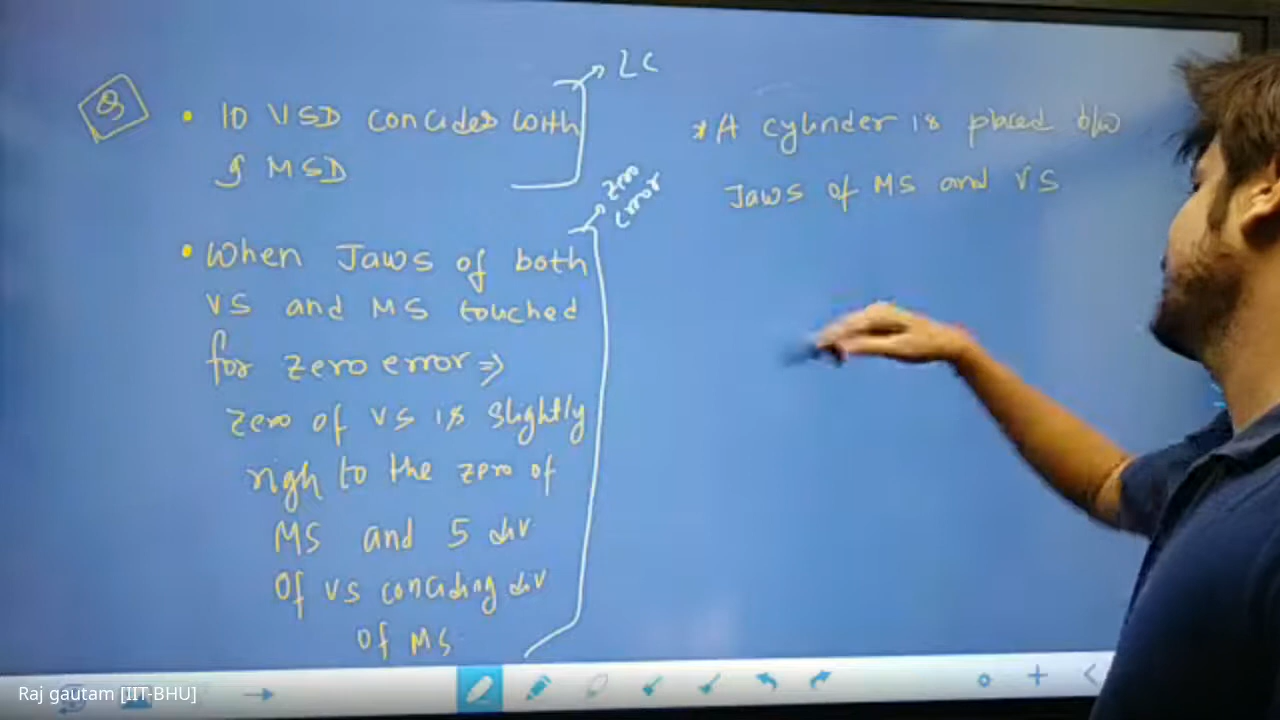 Q
• 10 VSD concides with
9 MSD
LC
• When Jaws of both
VS and MS touched
for zero error ⇒
zero of VS is slightly
righ to the zero of
MS and 5 div
of VS conciding div
of MS
zero
error
* A cylinder is placed b/w
Jaws of MS and VS
Raj gautam [IIT-BHU]